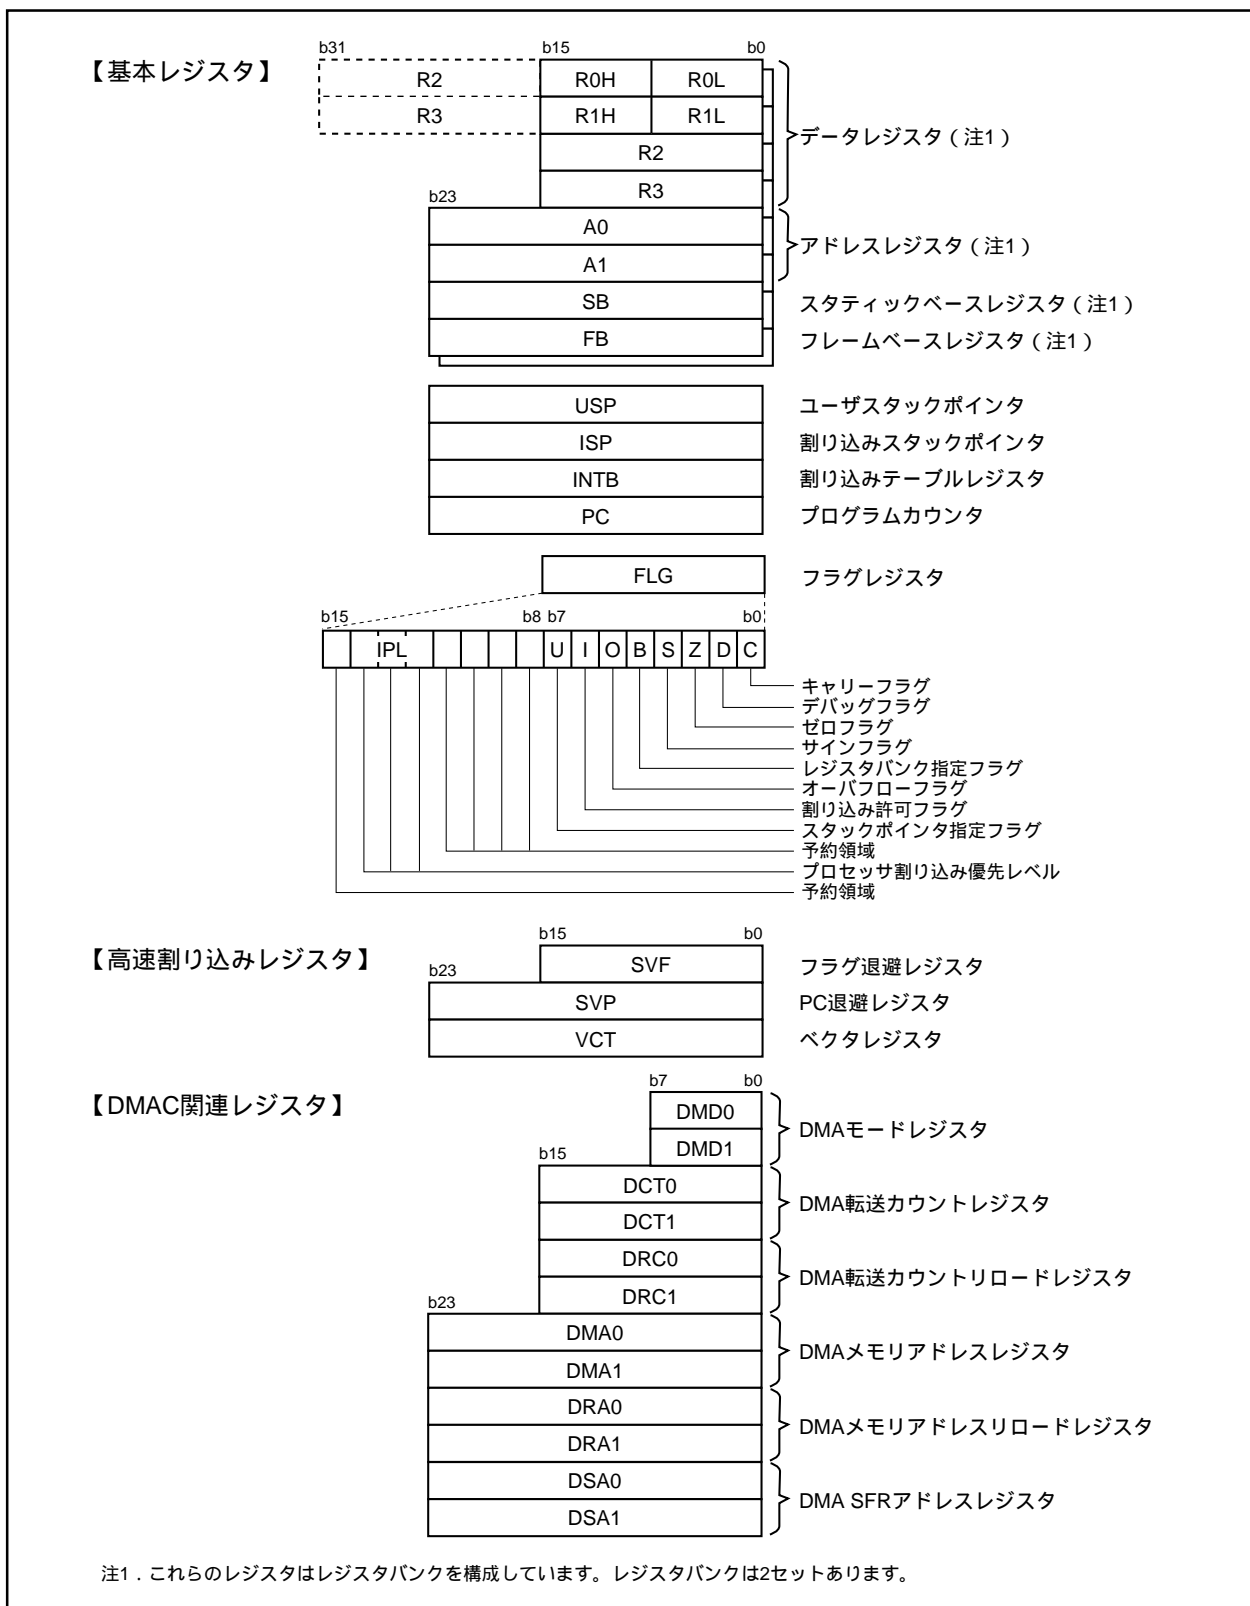 【基本レジスタ】
b31 b15 b0
R2 R0H R0L
R3 R1H R1L
データレジスタ(注1)
R2
b23 R3
A0
アドレスレジスタ(注1)
A1
SB スタティックベースレジスタ(注1)
FB フレームベースレジスタ(注1)
USP ユーザスタックポインタ
ISP 割り込みスタックポインタ
INTB 割り込みテーブルレジスタ
PC プログラムカウンタ
FLG フラグレジスタ
b15 b8 b7 b0
IPL U I O B S Z D C
キャリーフラグ
デバッグフラグ
ゼロフラグ
サインフラグ
レジスタバンク指定フラグ
オーバフローフラグ
割り込み許可フラグ
スタックポインタ指定フラグ
予約領域
プロセッサ割り込み優先レベル
予約領域
【高速割り込みレジスタ】
b15 b0
b23 SVF フラグ退避レジスタ
SVP PC退避レジスタ
VCT ベクタレジスタ
【DMAC関連レジスタ】
b7 b0
DMD0
DMAモードレジスタ
b15 DMD1
DCT0
DMA転送カウントレジスタ
DCT1
DRC0
DMA転送カウントリロードレジスタ
b23 DRC1
DMA0
DMAメモリアドレスレジスタ
DMA1
DRA0
DMAメモリアドレスリロードレジスタ
DRA1
DSA0
DMA SFRアドレスレジスタ
DSA1
注1．これらのレジスタはレジスタバンクを構成しています。レジスタバンクは2セットあります。